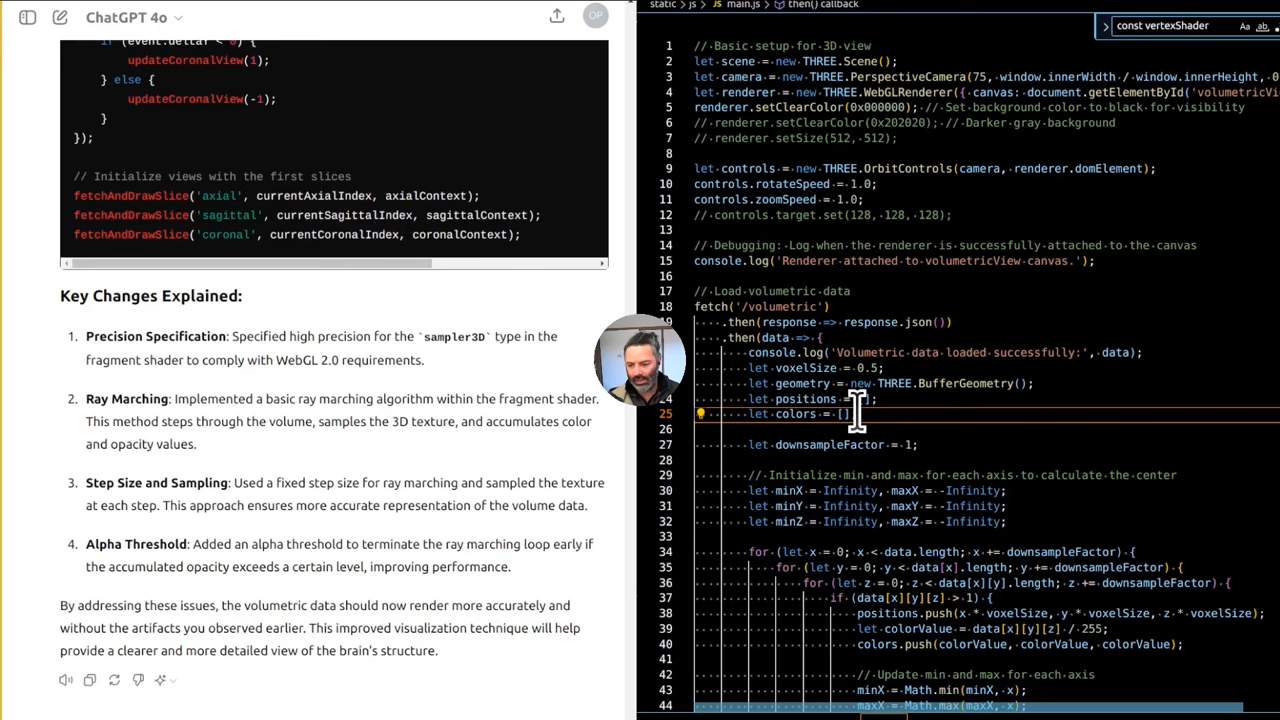 ChatGPT 4o
OP
if (event.deltaY < 0) {
updateCoronalView(1);
} else {
updateCoronalView(-1);
}
});
// Initialize views with the first slices
fetchAndDrawSlice('axial', currentAxialIndex, axialContext);
fetchAndDrawSlice('sagittal', currentSagittalIndex, sagittalContext);
fetchAndDrawSlice('coronal', currentCoronalIndex, coronalContext);
Key Changes Explained:
1. Precision Specification: Specified high precision for the `sampler3D` type in the
fragment shader to comply with WebGL 2.0 requirements.
2. Ray Marching: Implemented a basic ray marching algorithm within the fragment shader.
This method steps through the volume, samples the 3D texture, and accumulates color
and opacity values.
3. Step Size and Sampling: Used a fixed step size for ray marching and sampled the texture
at each step. This approach ensures more accurate representation of the volume data.
4. Alpha Threshold: Added an alpha threshold to terminate the ray marching loop early if
the accumulated opacity exceeds a certain level, improving performance.
By addressing these issues, the volumetric data should now render more accurately and
without the artifacts you observed earlier. This improved visualization technique will help
provide a clearer and more detailed view of the brain's structure.
static > js > JS main.js > then() callback
const vertexShader Aa ab
1 // Basic setup for 3D view
2 let scene = new THREE.Scene();
3 let camera = new THREE.PerspectiveCamera(75, window.innerWidth / window.innerHeight, 0
4 let renderer = new THREE.WebGLRenderer({ canvas: document.getElementById('volumetricVi
5 renderer.setClearColor(0x000000); // Set background color to black for visibility
6 // renderer.setClearColor(0x202020); // Darker gray background
7 // renderer.setSize(512, 512);
8
9 let controls = new THREE.OrbitControls(camera, renderer.domElement);
10 controls.rotateSpeed = 1.0;
11 controls.zoomSpeed = 1.0;
12 // controls.target.set(128, 128, 128);
13
14 // Debugging: Log when the renderer is successfully attached to the canvas
15 console.log('Renderer attached to volumetricView canvas.');
16
17 // Load volumetric data
18 fetch('/volumetric')
19 .then(response => response.json())
.then(data => {
console.log('Volumetric data loaded successfully:', data);
let voxelSize = 0.5;
let geometry = new THREE.BufferGeometry();
24 let positions = [];
25 let colors = []
27 let downsampleFactor = 1;
28
29 // Initialize min and max for each axis to calculate the center
30 let minX = Infinity, maxX = -Infinity;
31 let minY = Infinity, maxY = -Infinity;
32 let minZ = Infinity, maxZ = -Infinity;
33
34 for (let x = 0; x < data.length; x += downsampleFactor) {
35 for (let y = 0; y < data[x].length; y += downsampleFactor) {
36 for (let z = 0; z < data[x][y].length; z += downsampleFactor) {
37 if (data[x][y][z] > 1) {
38 positions.push(x * voxelSize, y * voxelSize, z * voxelSize);
39 let colorValue = data[x][y][z] / 255;
40 colors.push(colorValue, colorValue, colorValue);
41
42 // Update min and max for each axis
43 minX = Math.min(minX, x);
44 maxX = Math.max(maxX, x);